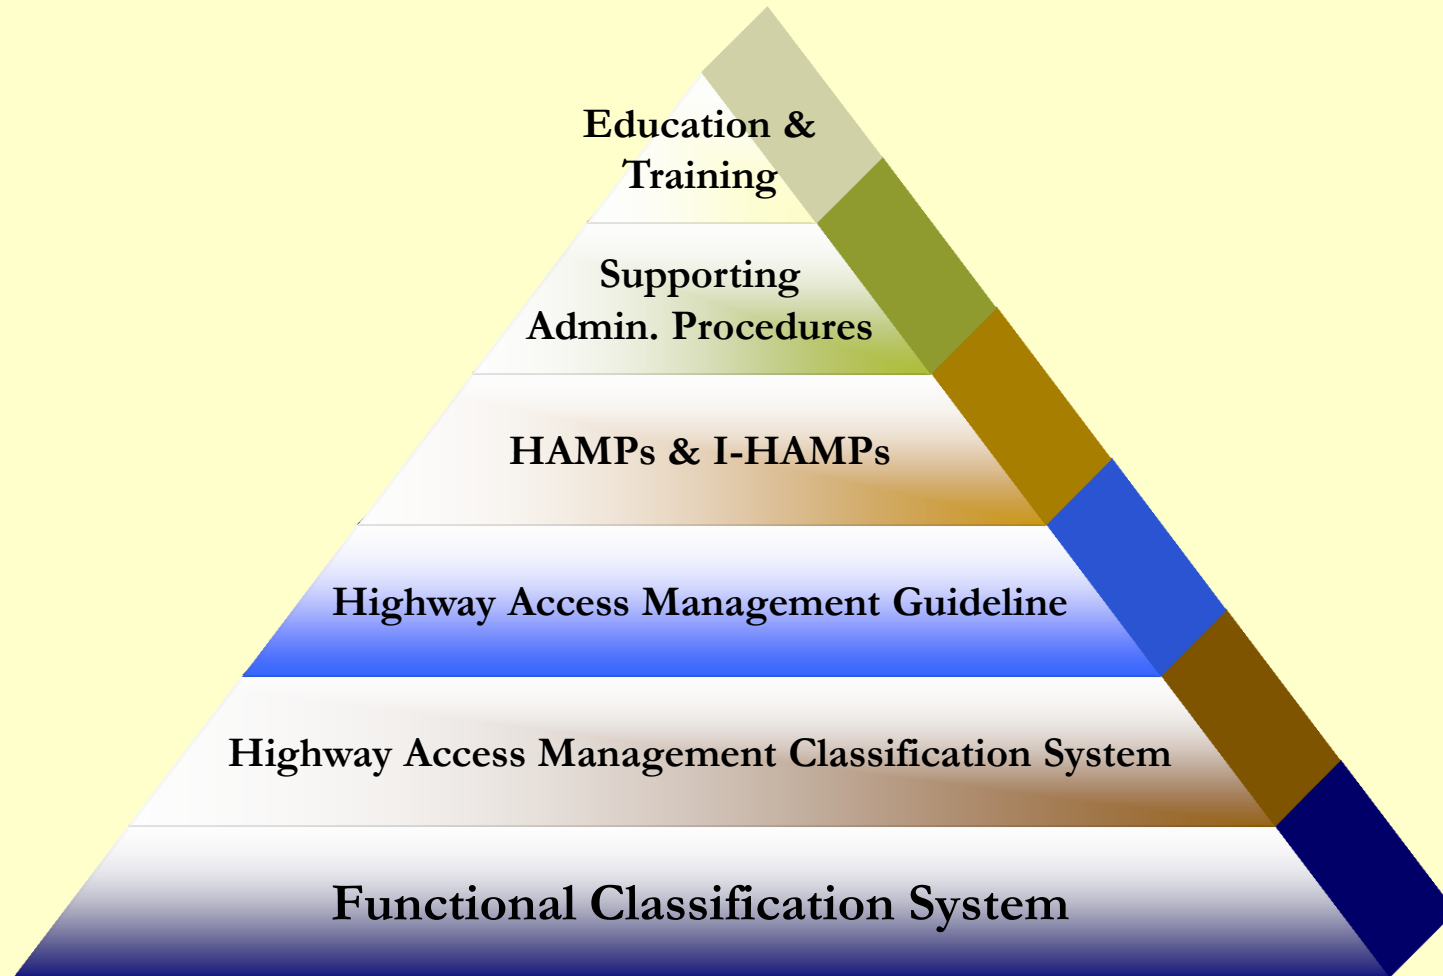 Education &
Training
Supporting
Admin. Procedures
HAMPs & I-HAMPs
Highway Access Management Guideline
Highway Access Management Classification System
Functional Classification System